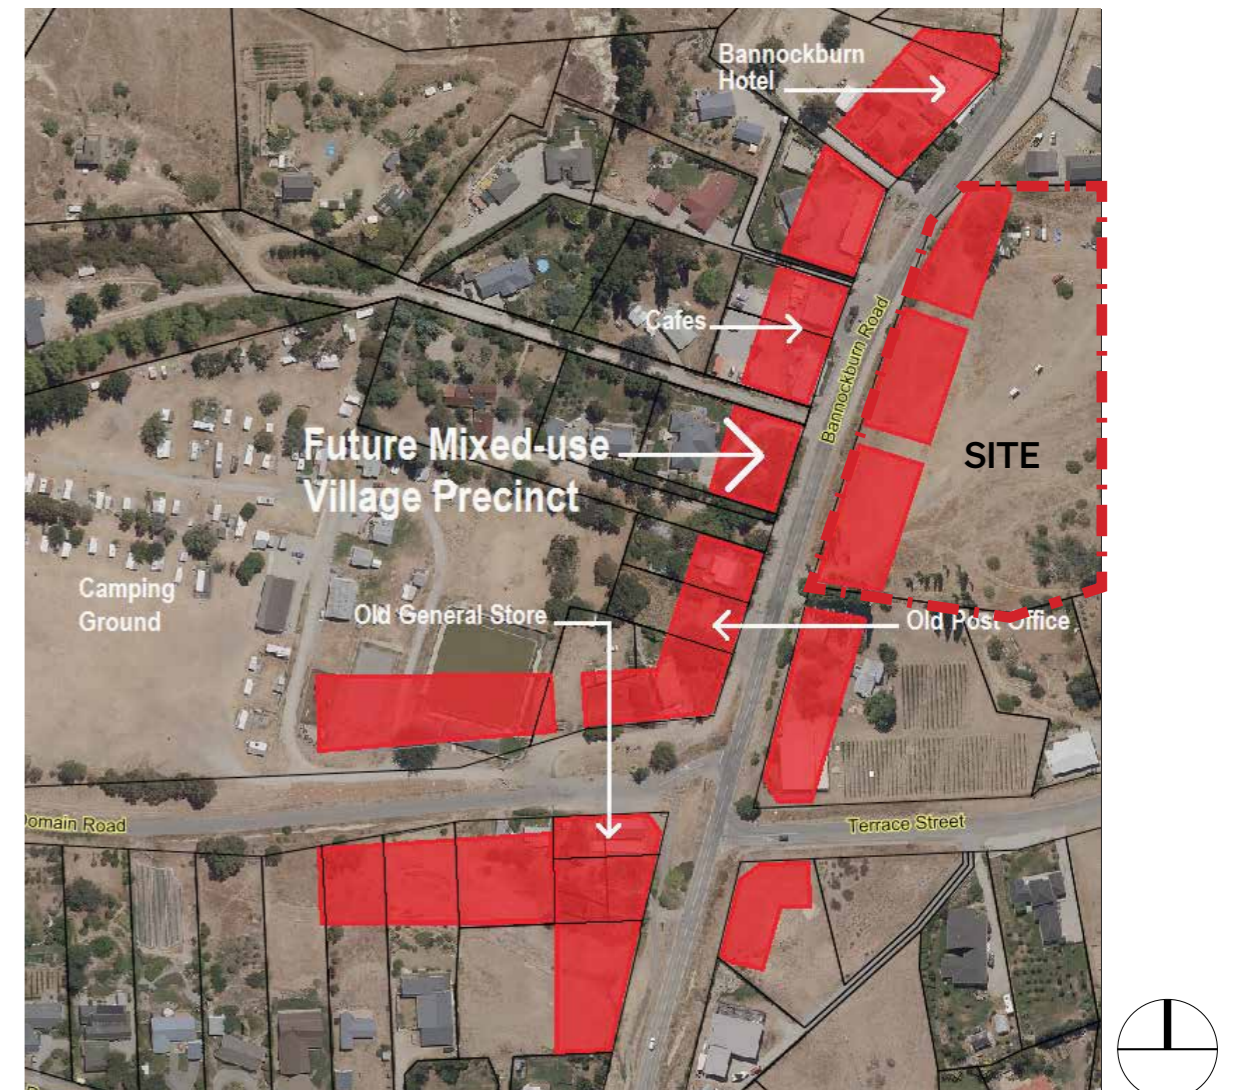 Bannockburn
Hotel
Cafes
Bannockburn Road
Future Mixed-use
Village Precinct
SITE
Camping
Ground
Old General Store
Old Post Office
Domain Road
Terrace Street